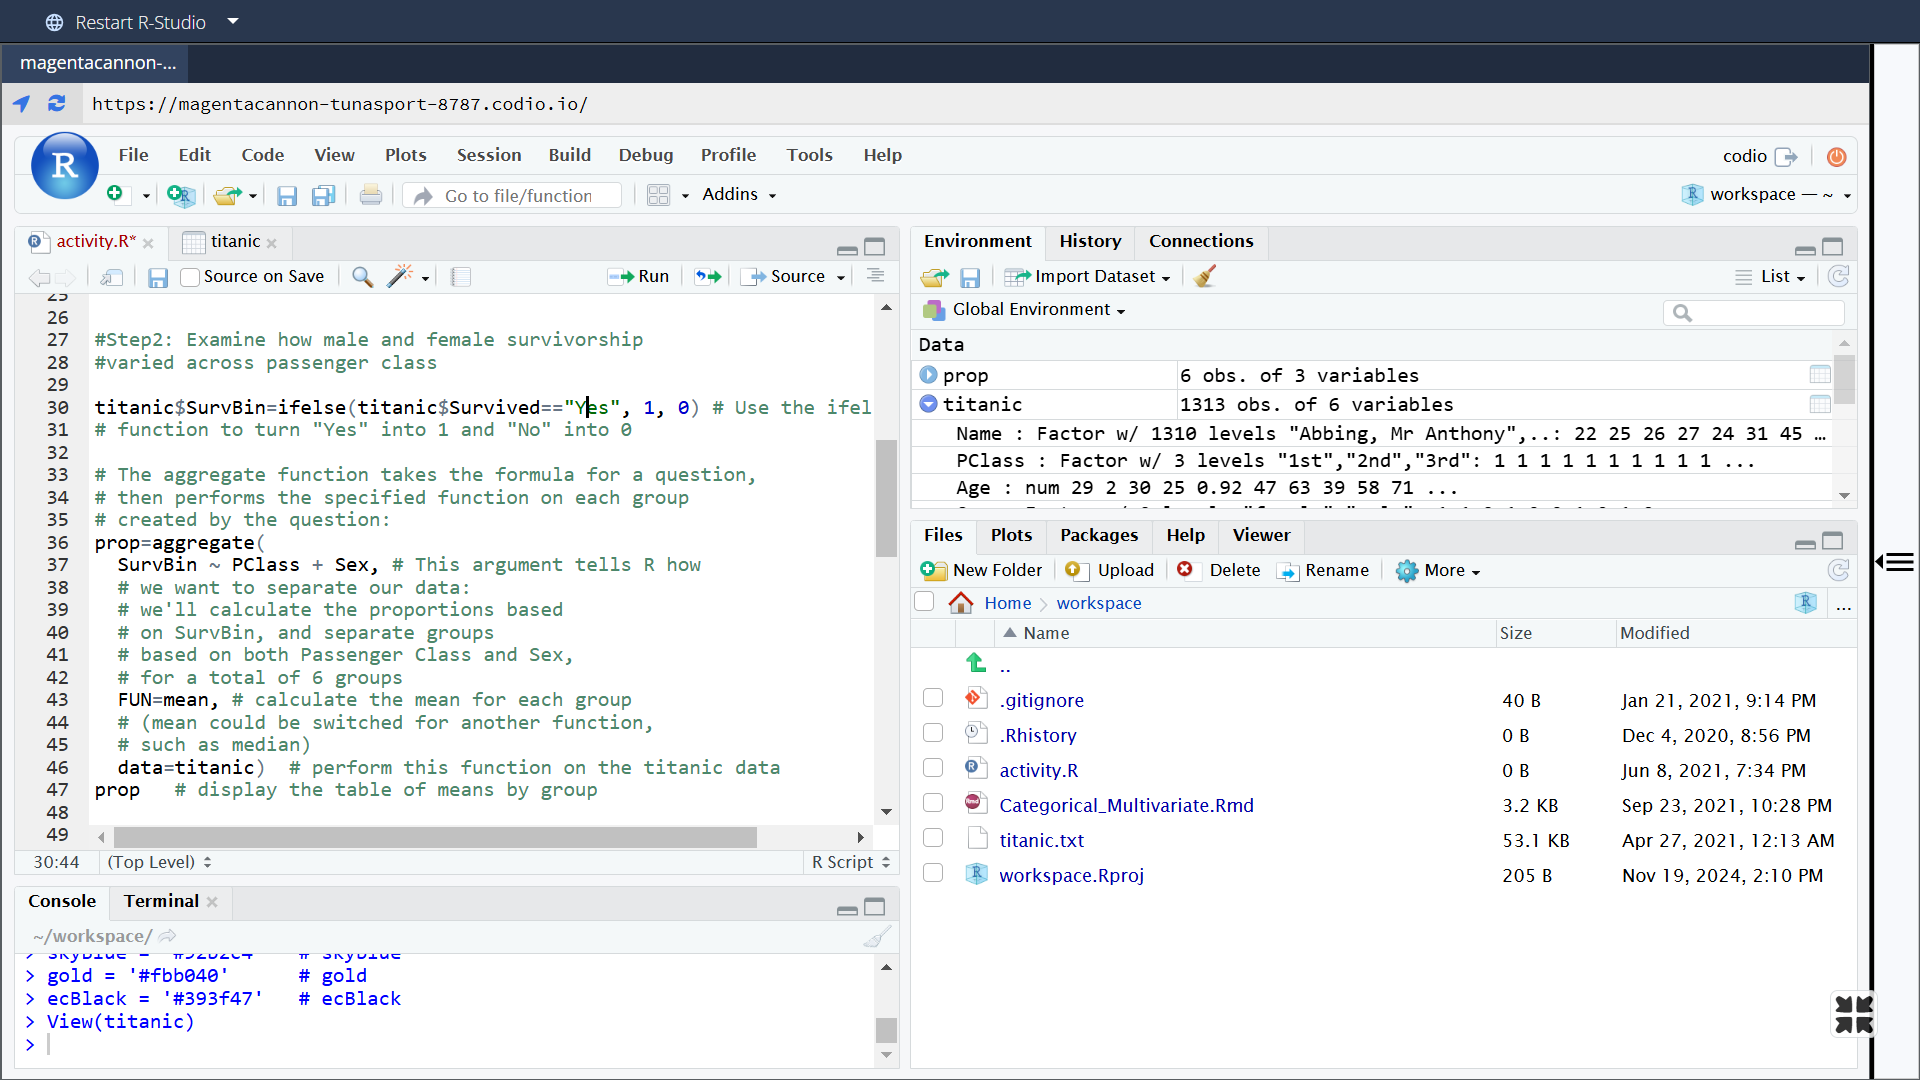 Restart R-Studio
magentacannon-...
https://magentacannon-tunasport-8787.codio.io/
R
File Edit Code View Plots Session Build Debug Profile Tools Help
codio
Go to file/function
Addins
workspace — ~
activity.R*
titanic
Source on Save
Run
Source
25
26
27 #Step2: Examine how male and female survivorship
28 #varied across passenger class
29
30 titanic$SurvBin=ifelse(titanic$Survived=="Yes", 1, 0) # Use the ifel
31 # function to turn "Yes" into 1 and "No" into 0
32
33 # The aggregate function takes the formula for a question,
34 # then performs the specified function on each group
35 # created by the question:
36 prop=aggregate(
37 SurvBin ~ PClass + Sex, # This argument tells R how
38 # we want to separate our data:
39 # we'll calculate the proportions based
40 # on SurvBin, and separate groups
41 # based on both Passenger Class and Sex,
42 # for a total of 6 groups
43 FUN=mean, # calculate the mean for each group
44 # (mean could be switched for another function,
45 # such as median)
46 data=titanic) # perform this function on the titanic data
47 prop # display the table of means by group
48
49
30:44 (Top Level) R Script
Console Terminal
~/workspace/
> skyBlue = '#92b2c4' # skyBlue
> gold = '#fbb040' # gold
> ecBlack = '#393f47' # ecBlack
> View(titanic)
>
Environment History Connections
Import Dataset
List
Global Environment
Data
prop 6 obs. of 3 variables
titanic 1313 obs. of 6 variables
Name : Factor w/ 1310 levels "Abbing, Mr Anthony",..: 22 25 26 27 24 31 45 …
PClass : Factor w/ 3 levels "1st","2nd","3rd": 1 1 1 1 1 1 1 1 1 1 ...
Age : num 29 2 30 25 0.92 47 63 39 58 71 ...
Files Plots Packages Help Viewer
New Folder Upload Delete Rename More
Home workspace ...
Name Size Modified
..
.gitignore 40 B Jan 21, 2021, 9:14 PM
.Rhistory 0 B Dec 4, 2020, 8:56 PM
activity.R 0 B Jun 8, 2021, 7:34 PM
Categorical_Multivariate.Rmd 3.2 KB Sep 23, 2021, 10:28 PM
titanic.txt 53.1 KB Apr 27, 2021, 12:13 AM
workspace.Rproj 205 B Nov 19, 2024, 2:10 PM